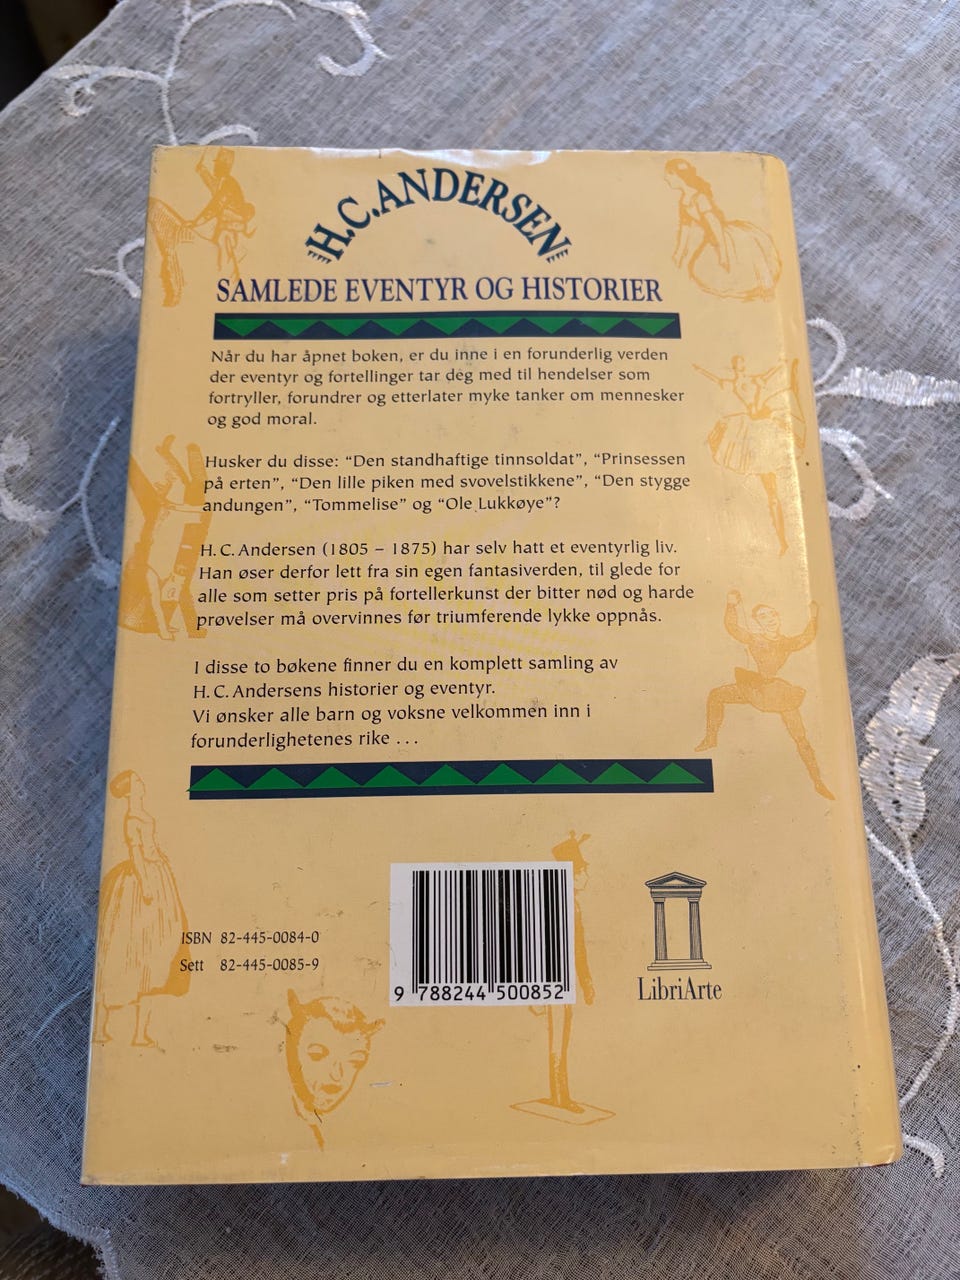 H.C.ANDERSEN
SAMLEDE EVENTYR OG HISTORIER
Når du har åpnet boken, er du inne i en forunderlig verden
der eventyr og fortellinger tar deg med til hendelser som
fortryller, forundrer og etterlater myke tanker om mennesker
og god moral.
Husker du disse: “Den standhaftige tinnsoldat”, “Prinsessen
på erten”, “Den lille piken med svovelstikkene”, “Den stygge
andungen”, “Tommelise” og “Ole Lukkøye”?
H. C. Andersen (1805 – 1875) har selv hatt et eventyrlig liv.
Han øser derfor lett fra sin egen fantasiverden, til glede for
alle som setter pris på fortellerkunst der bitter nød og harde
prøvelser må overvinnes før triumferende lykke oppnås.
I disse to bøkene finner du en komplett samling av
H. C. Andersens historier og eventyr.
Vi ønsker alle barn og voksne velkommen inn i
forunderlighetenes rike . . .
ISBN 82-445-0084-0
Sett 82-445-0085-9
9 788244 500852
LibriArte